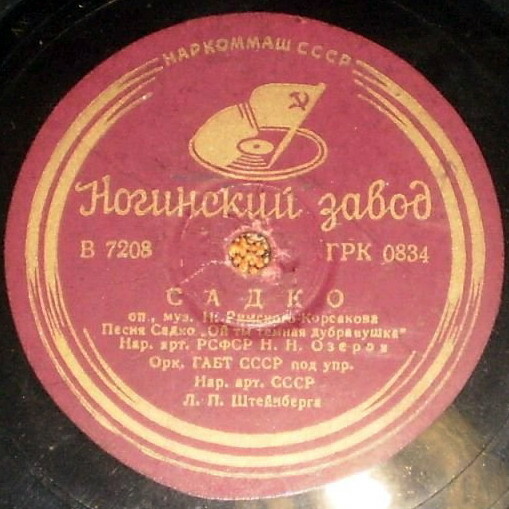 НАРКОММАШ СССР
Ногинский завод
В 7208 ГРК 0834
САДКО
оп., муз. Н. Римского-Корсакова
Песня Садко „Ой ты темная дубравушка"
Нар. арт. РСФСР Н. Н. Озеров
Орк. ГАБТ СССР под упр.
Нар. арт. СССР
Л. П. Штейнберга